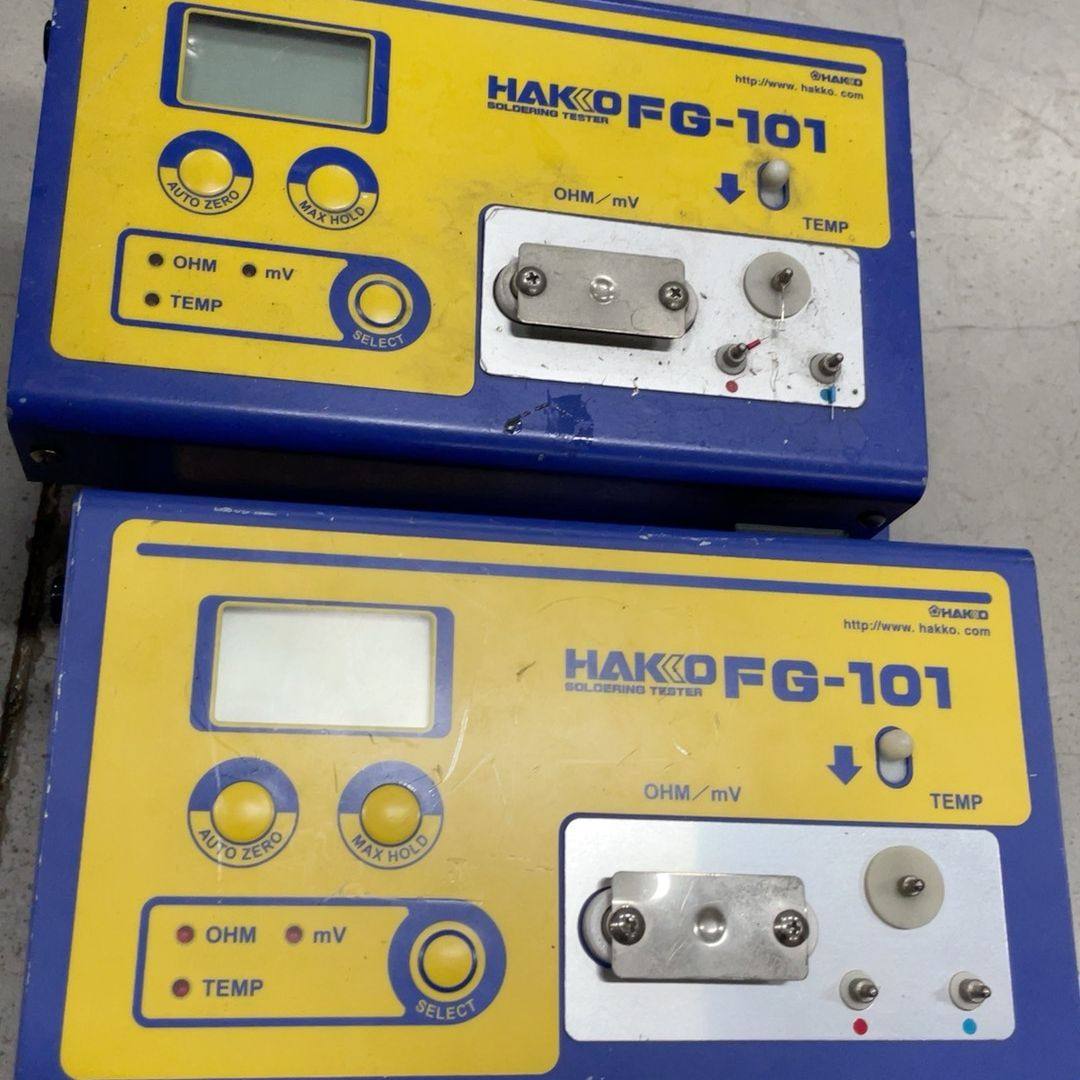 HAKKO
http://www. hakko. com
HAKKO FG-101
SOLDERING TESTER
AUTO ZERO
MAX HOLD
OHM/mV
TEMP
OHM
mV
TEMP
SELECT
HAKKO
http://www. hakko. com
HAKKO FG-101
SOLDERING TESTER
AUTO ZERO
MAX HOLD
OHM/mV
TEMP
OHM
mV
TEMP
SELECT